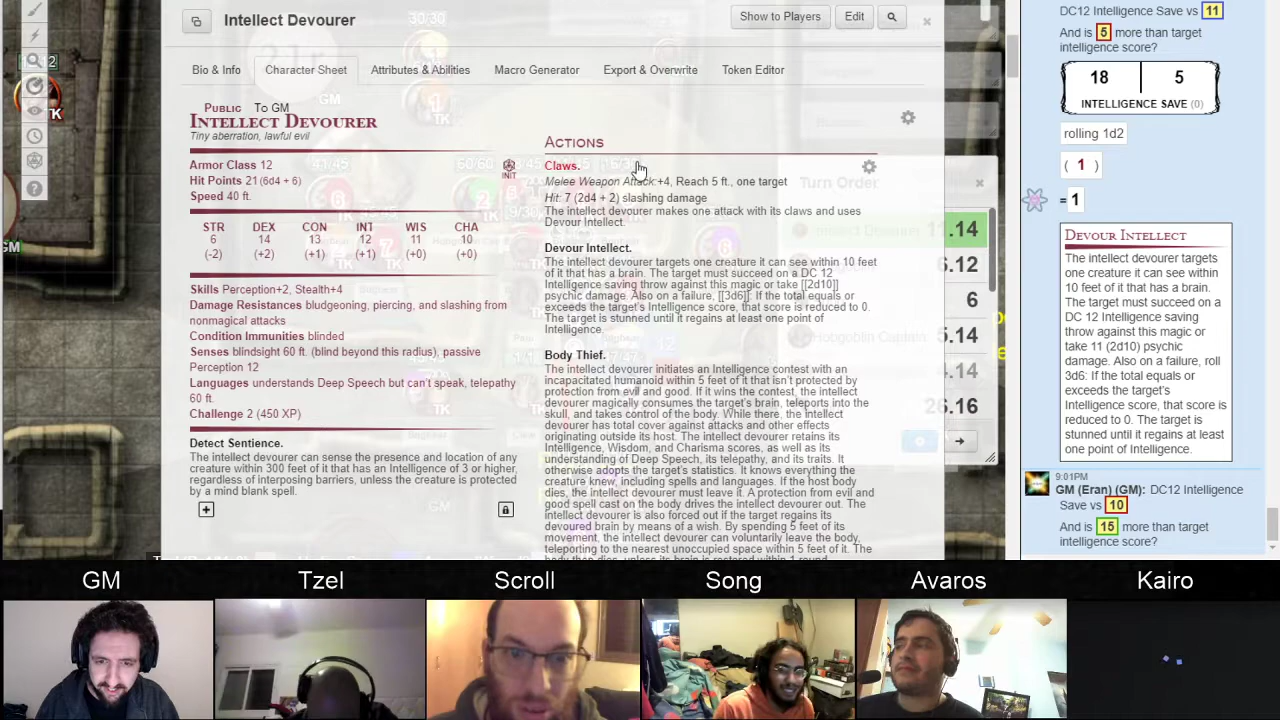 Intellect Devourer
Show to Players
Edit
Bio & Info
Character Sheet
Attributes & Abilities
Macro Generator
Export & Overwrite
Token Editor
PUBLIC To GM
INTELLECT DEVOURER
Tiny aberration, lawful evil
Armor Class 12
Hit Points 21 (6d4 + 6)
Speed 40 ft.
INIT
STR DEX CON INT WIS CHA
6 14 13 12 11 10
(-2) (+2) (+1) (+1) (+0) (+0)
Skills Perception+2, Stealth+4
Damage Resistances bludgeoning, piercing, and slashing from
nonmagical attacks
Condition Immunities blinded
Senses blindsight 60 ft. (blind beyond this radius), passive
Perception 12
Languages understands Deep Speech but can't speak, telepathy
60 ft.
Challenge 2 (450 XP)
Detect Sentience.
The intellect devourer can sense the presence and location of any
creature within 300 feet of it that has an Intelligence of 3 or higher,
regardless of interposing barriers, unless the creature is protected
by a mind blank spell.
ACTIONS
Claws.
Melee Weapon Attack:+4, Reach 5 ft., one target
Hit: 7 (2d4 + 2) slashing damage
The intellect devourer makes one attack with its claws and uses
Devour Intellect.
Devour Intellect.
The intellect devourer targets one creature it can see within 10 feet
of it that has a brain. The target must succeed on a DC 12
Intelligence saving throw against this magic or take [[2d10]]
psychic damage. Also on a failure, [[3d6]]: If the total equals or
exceeds the target's Intelligence score, that score is reduced to 0.
The target is stunned until it regains at least one point of
Intelligence.
Body Thief.
The intellect devourer initiates an Intelligence contest with an
incapacitated humanoid within 5 feet of it that isn't protected by
protection from evil and good. If it wins the contest, the intellect
devourer magically consumes the target's brain, teleports into the
skull, and takes control of the body. While there, the intellect
devourer has total cover against attacks and other effects
originating outside its host. The intellect devourer retains its
Intelligence, Wisdom, and Charisma scores, as well as its
understanding of Deep Speech, its telepathy, and its traits. It
otherwise adopts the target's statistics. It knows everything the
creature knew, including spells and languages. If the host body
dies, the intellect devourer must leave it. A protection from evil and
good spell cast on the body drives the intellect devourer out. The
intellect devourer is also forced out if the target regains its
devoured brain by means of a wish. By spending 5 feet of its
movement, the intellect devourer can voluntarily leave the body,
teleporting to the nearest unoccupied space within 5 feet of it. The
body then dies, unless its brain is restored within 1 round.
Turn Order
Intellect Devourer 11.14
6.12
6
Hobgoblin Captain 5.14
4.14
26.16
DC12 Intelligence Save vs 11
And is 5 more than target
intelligence score?
18 5
INTELLIGENCE SAVE (0)
rolling 1d2
( 1 )
=1
DEVOUR INTELLECT
The intellect devourer targets
one creature it can see within
10 feet of it that has a brain.
The target must succeed on a
DC 12 Intelligence saving
throw against this magic or
take 11 (2d10) psychic
damage. Also on a failure, roll
3d6: If the total equals or
exceeds the target's
Intelligence score, that score is
reduced to 0. The target is
stunned until it regains at least
one point of Intelligence.
9:01PM
GM (Eran) (GM): DC12 Intelligence
Save vs 10
And is 15 more than target
intelligence score?
GM
TK
GM
Tzel
Scroll
Song
Avaros
Kairo